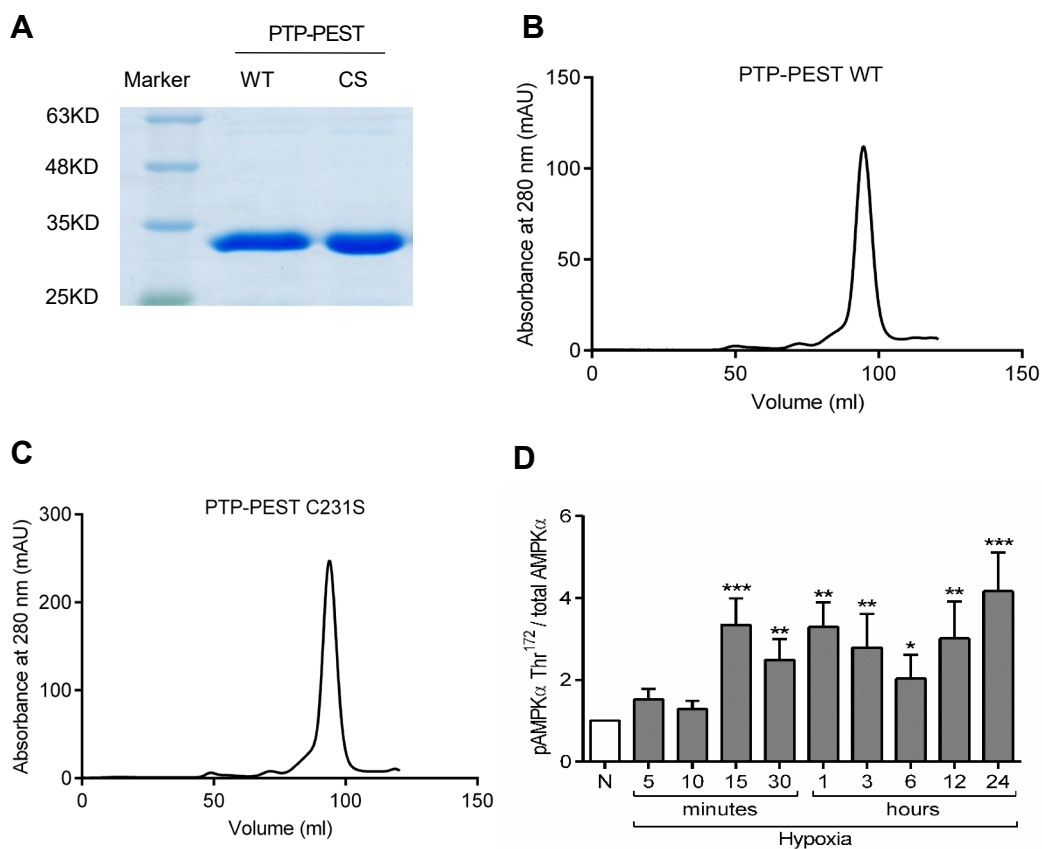 A
PTP-PEST
Marker WT CS
63KD
48KD
35KD
25KD
B
PTP-PEST WT
Absorbance at 280 nm (mAU)
150
100
50
0
0 50 100 150
Volume (ml)
C
PTP-PEST C231S
Absorbance at 280 nm (mAU)
300
200
100
0
0 50 100 150
Volume (ml)
D
pAMPKα Thr172 / total AMPKα
6
4
2
0
*** ** ** ** * ** ***
N 5 10 15 30 1 3 6 12 24
minutes hours
Hypoxia